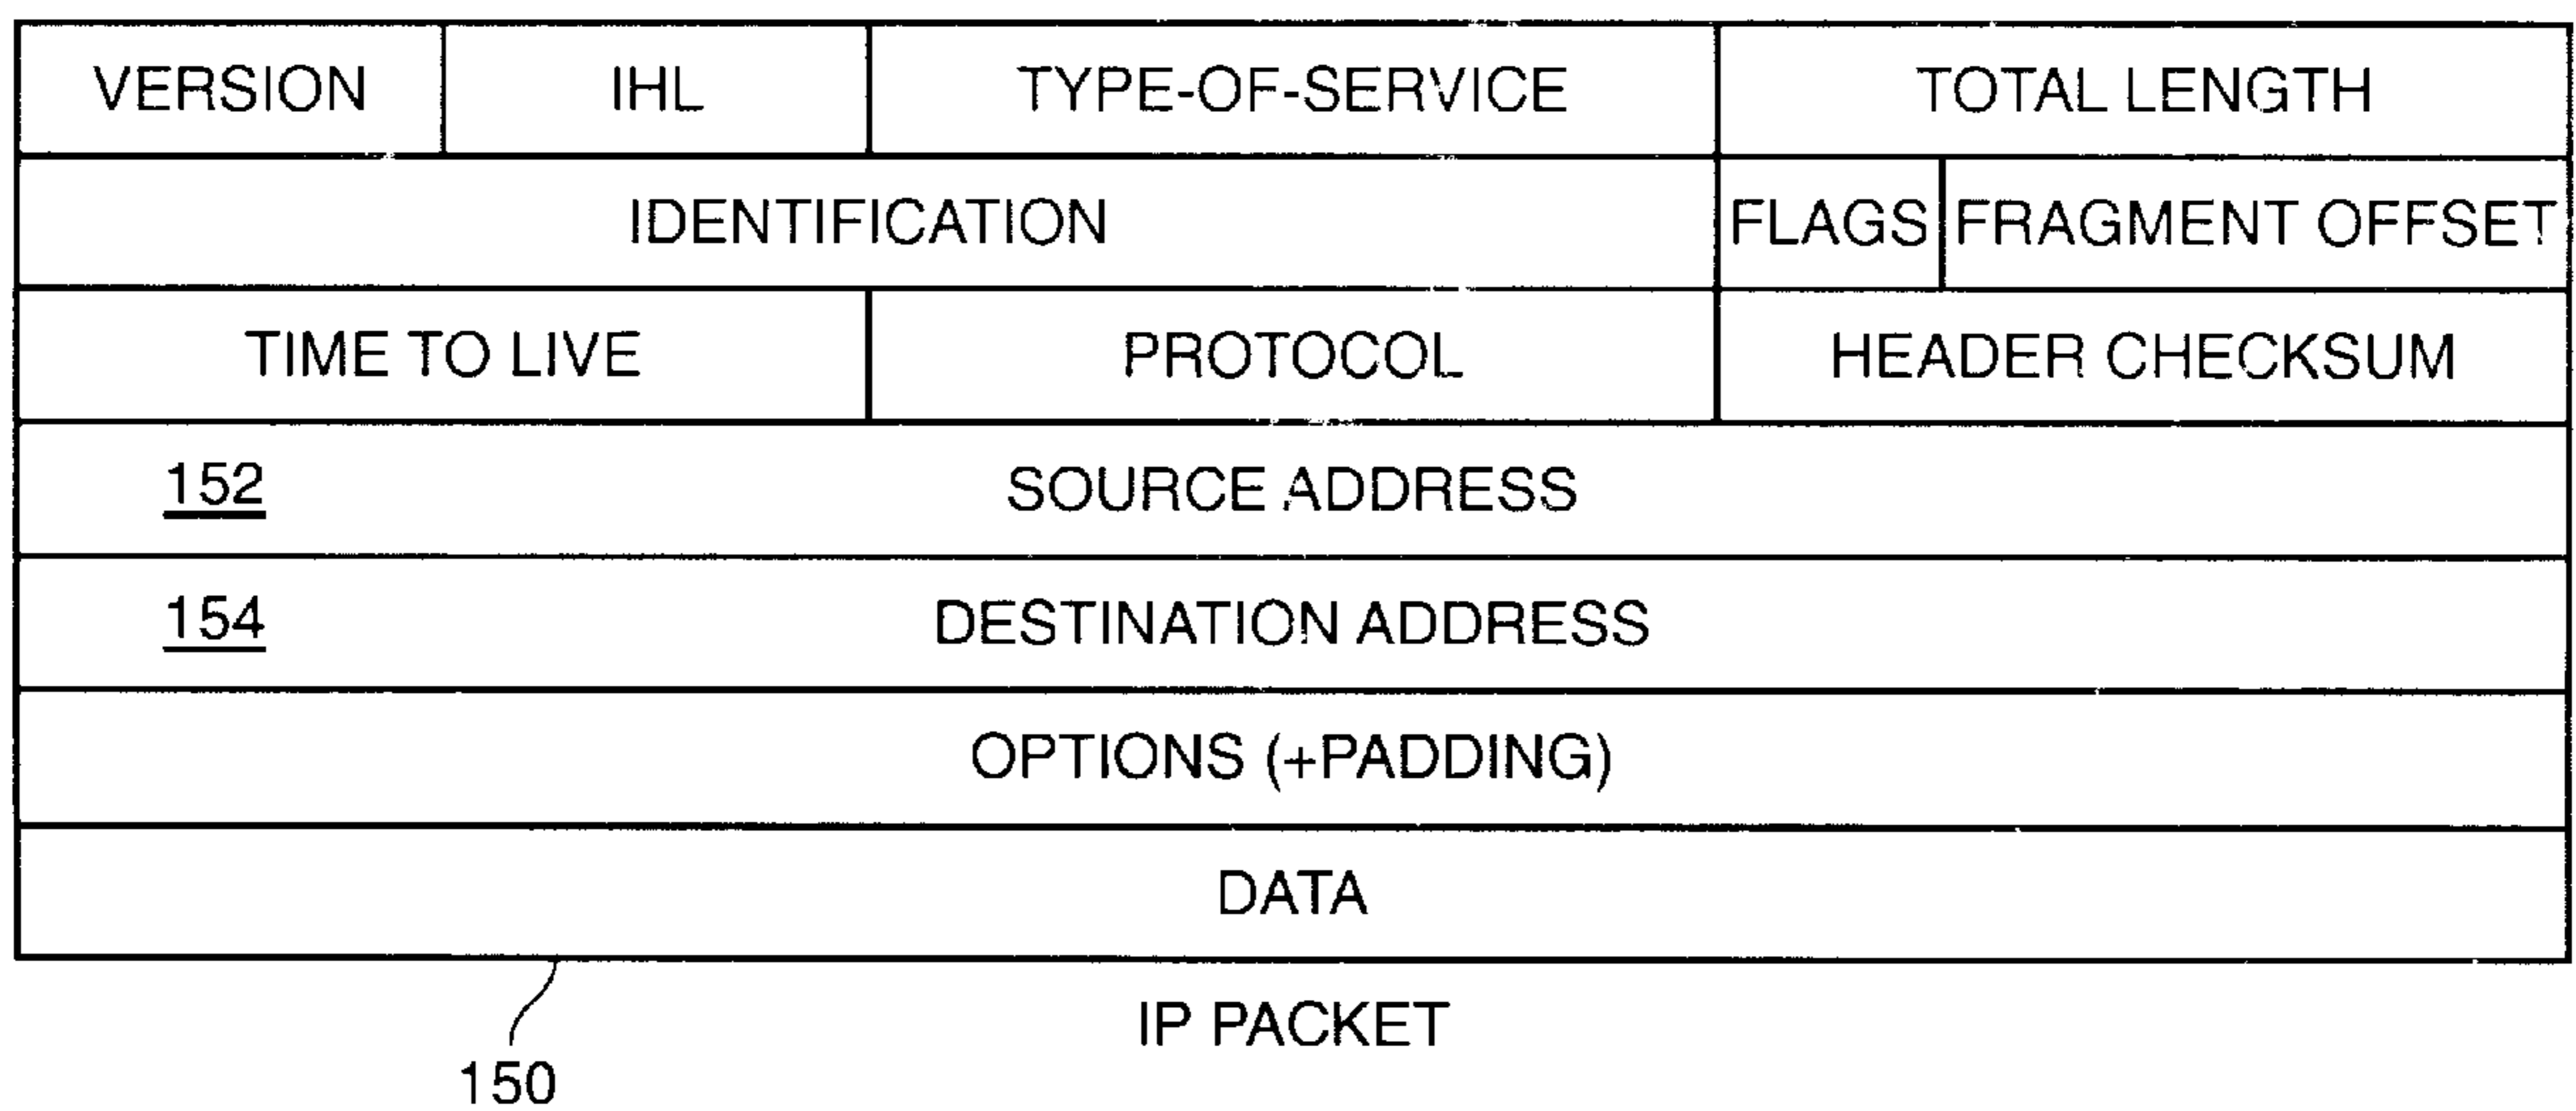 VERSION IHL TYPE-OF-SERVICE TOTAL LENGTH
IDENTIFICATION FLAGS FRAGMENT OFFSET
TIME TO LIVE PROTOCOL HEADER CHECKSUM
152 SOURCE ADDRESS
154 DESTINATION ADDRESS
OPTIONS (+PADDING)
DATA
IP PACKET
150